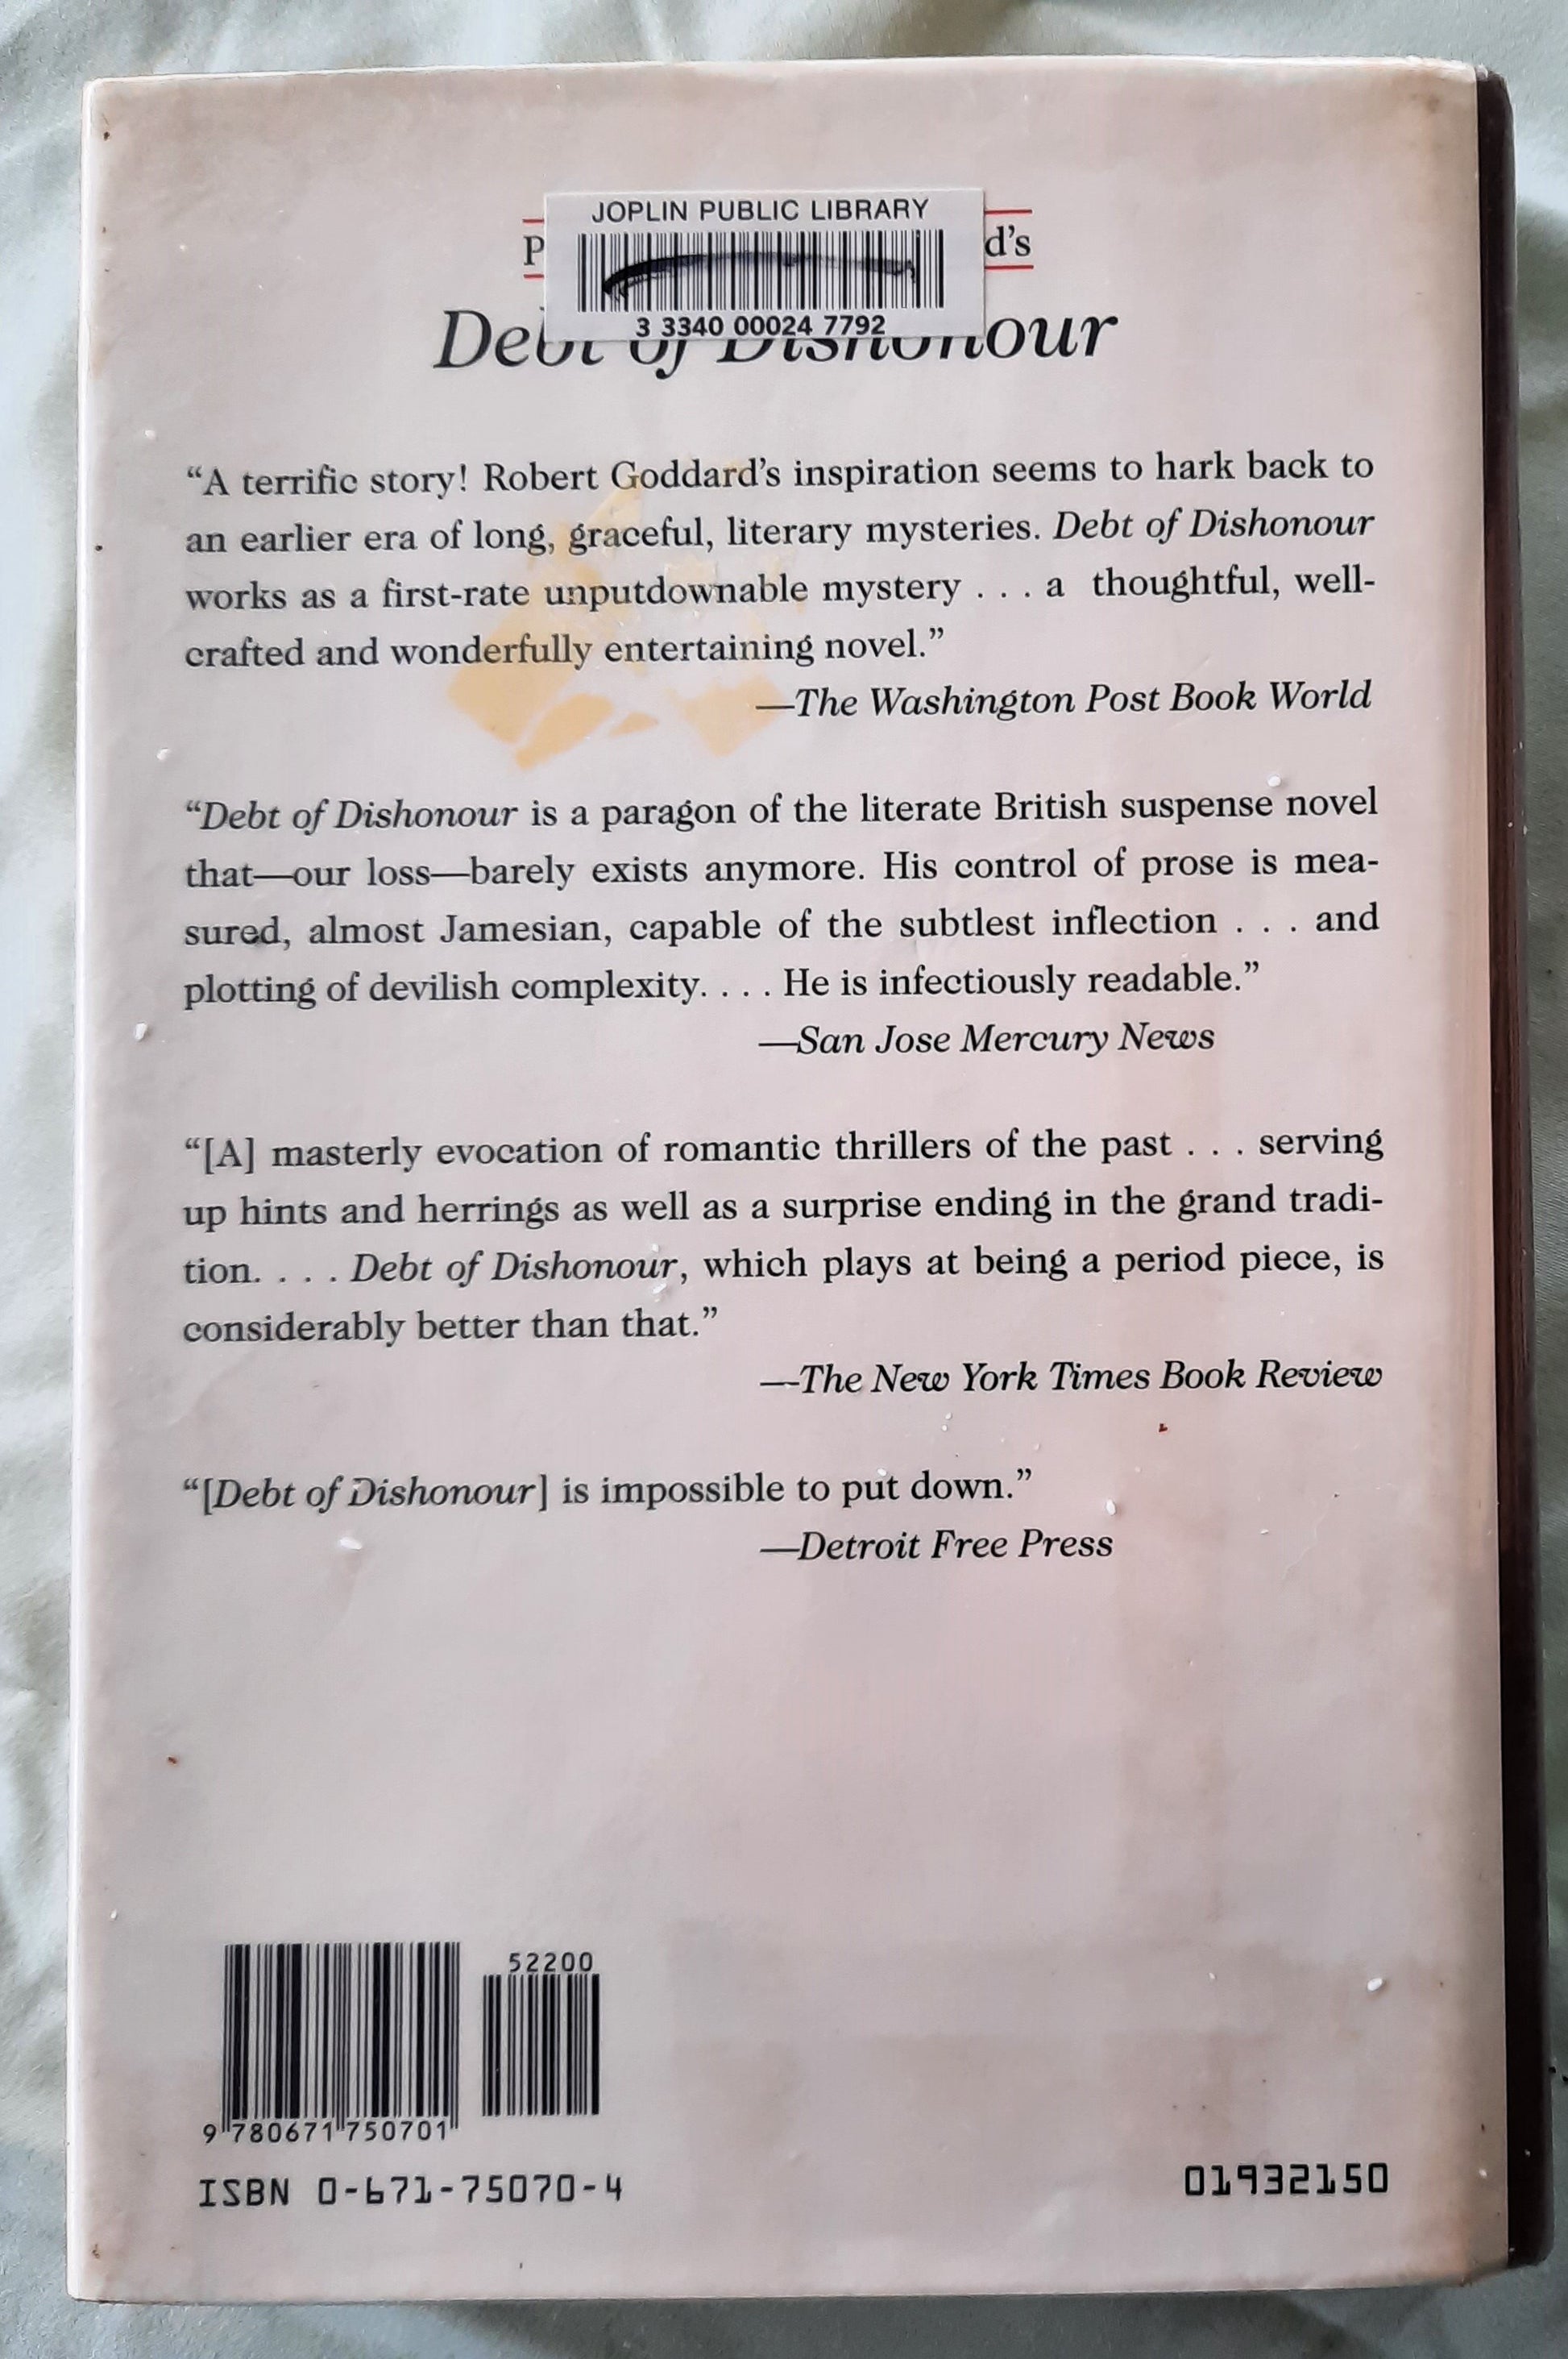 JOPLIN PUBLIC LIBRARY
d's
3 3340 00024 7792
Debt of Dishonour
“A terrific story! Robert Goddard’s inspiration seems to hark back to
an earlier era of long, graceful, literary mysteries. Debt of Dishonour
works as a first-rate unputdownable mystery . . . a thoughtful, well-
crafted and wonderfully entertaining novel.”
—The Washington Post Book World
“Debt of Dishonour is a paragon of the literate British suspense novel
that—our loss—barely exists anymore. His control of prose is mea-
sured, almost Jamesian, capable of the subtlest inflection . . . and
plotting of devilish complexity. . . . He is infectiously readable.”
—San Jose Mercury News
“[A] masterly evocation of romantic thrillers of the past . . . serving
up hints and herrings as well as a surprise ending in the grand tradi-
tion. . . . Debt of Dishonour, which plays at being a period piece, is
considerably better than that.”
—The New York Times Book Review
“[Debt of Dishonour] is impossible to put down.”
—Detroit Free Press
52200
9 780671 750701
ISBN 0-671-75070-4
01932150